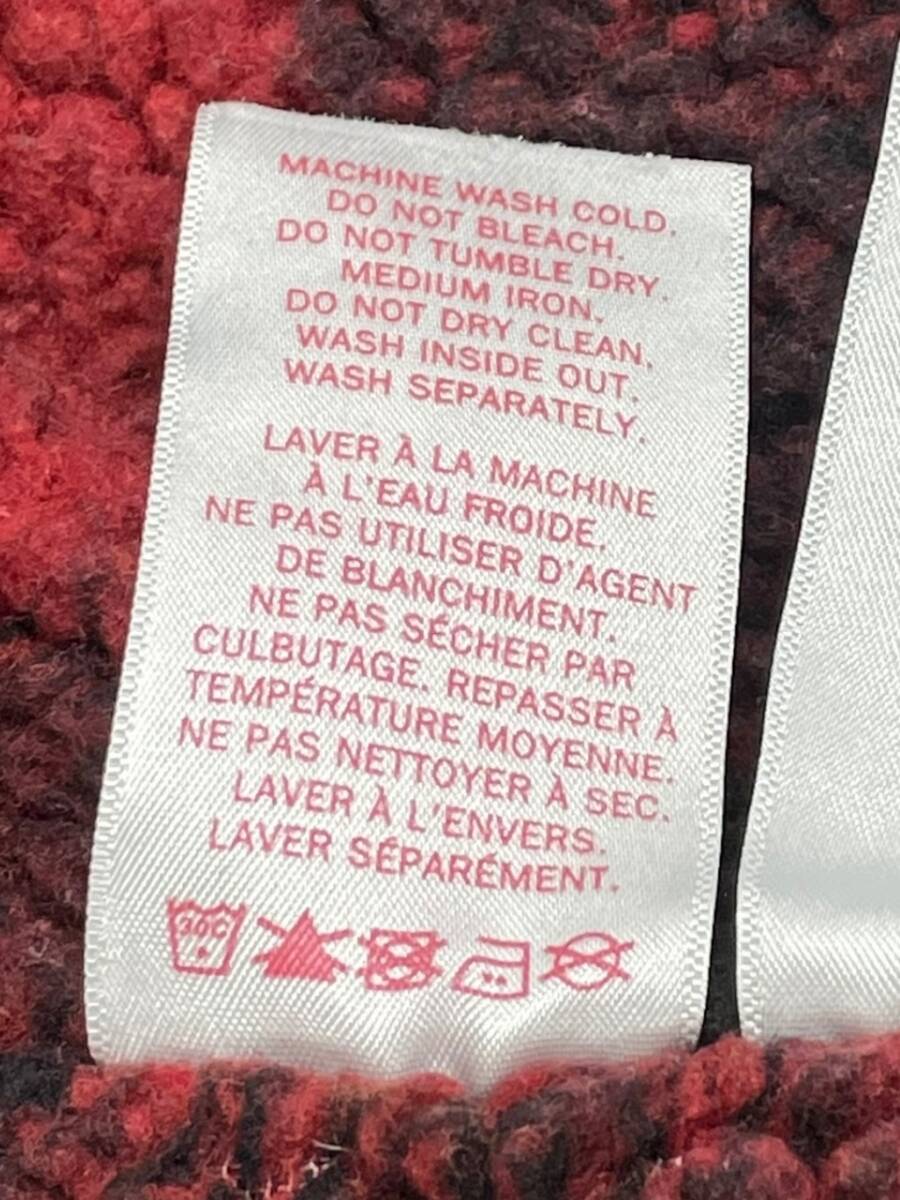 MACHINE WASH COLD.
DO NOT BLEACH.
DO NOT TUMBLE DRY.
MEDIUM IRON.
DO NOT DRY CLEAN.
WASH INSIDE OUT.
WASH SEPARATELY.
LAVER À LA MACHINE
À L'EAU FROIDE.
NE PAS UTILISER D'AGENT
DE BLANCHIMENT.
NE PAS SÉCHER PAR
CULBUTAGE. REPASSER À
TEMPÉRATURE MOYENNE.
NE PAS NETTOYER À SEC.
LAVER À L'ENVERS.
LAVER SÉPARÉMENT.
30C